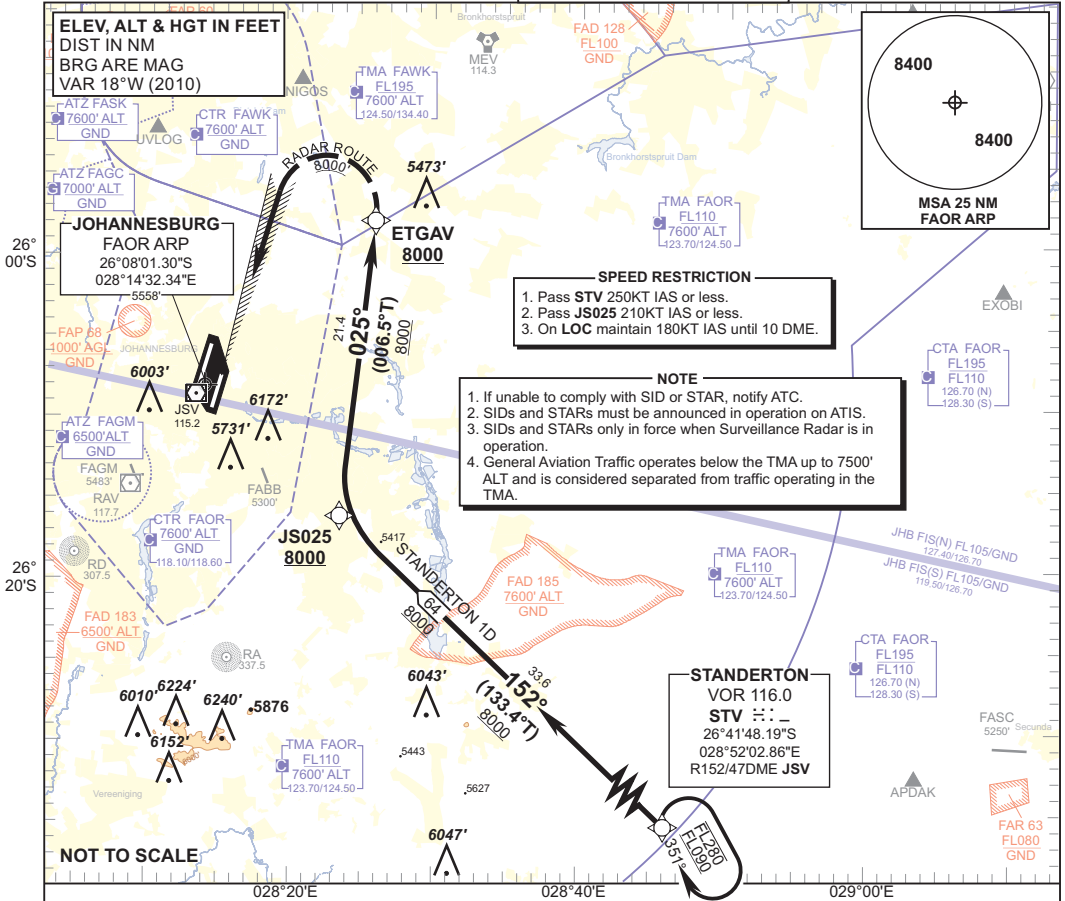 ELEV, ALT & HGT IN FEET
DIST IN NM
BRG ARE MAG
VAR 18°W (2010)
Bronkhorstspruit
MEV
114.3
FAD 128
FL100
GND
8400
8400
MSA 25 NM
FAOR ARP
NIGOS
TMA FAWK
FL195
7600' ALT
124.50/134.40
C
ATZ FASK
7600' ALT
GND
C
UVLOG
CTR FAWK
7600' ALT
GND
C
RADAR ROUTE
8000'
5473'
Bronkhorstspruit Dam
ATZ FAGC
7000' ALT
GND
G
TMA FAOR
FL110
7600' ALT
123.70/124.50
C
JOHANNESBURG
FAOR ARP
26°08'01.30"S
028°14'32.34"E
5558'
26°
00'S
ETGAV
8000
SPEED RESTRICTION
1. Pass STV 250KT IAS or less.
2. Pass JS025 210KT IAS or less.
3. On LOC maintain 180KT IAS until 10 DME.
EXOBI
FAP 68
1000' AGL
GND
JOHANNESBURG
21.4
025°
(006.5°T)
8000
CTA FAOR
FL195
FL110
126.70 (N)
128.30 (S)
C
6003'
JSV
115.2
6172'
5731'
NOTE
1. If unable to comply with SID or STAR, notify ATC.
2. SIDs and STARs must be announced in operation on ATIS.
3. SIDs and STARs only in force when Surveillance Radar is in
operation.
4. General Aviation Traffic operates below the TMA up to 7500'
ALT and is considered separated from traffic operating in the
TMA.
ATZ FAGM
6500'ALT
GND
C
FAGM
5483'
RAV
117.7
FABB
5300'
CTR FAOR
7600' ALT
GND
118.10/118.60
C
JS025
8000
5417
JHB FIS(N) FL105/GND
127.40/126.70
JHB FIS(S) FL105/GND
119.50/126.70
RD
307.5
26°
20'S
STANDERTON 1D
64
8000
FAD 185
7600' ALT
GND
TMA FAOR
FL110
7600' ALT
123.70/124.50
C
FAD 183
6500' ALT
GND
RA
337.5
CTA FAOR
FL195
FL110
126.70 (N)
128.30 (S)
C
33.6
152°
(133.4°T)
8000
6043'
STANDERTON
VOR 116.0
STV
26°41'48.19"S
028°52'02.86"E
R152/47DME JSV
6010'
6224'
6240'
5876
6152'
FASC
5250'
Secunda
TMA FAOR
FL110
7600' ALT
123.70/124.50
C
5443
5627
APDAK
Vereeniging
FAR 63
FL080
GND
6047'
FL280
FL090
351°
NOT TO SCALE
028°20'E
028°40'E
029°00'E